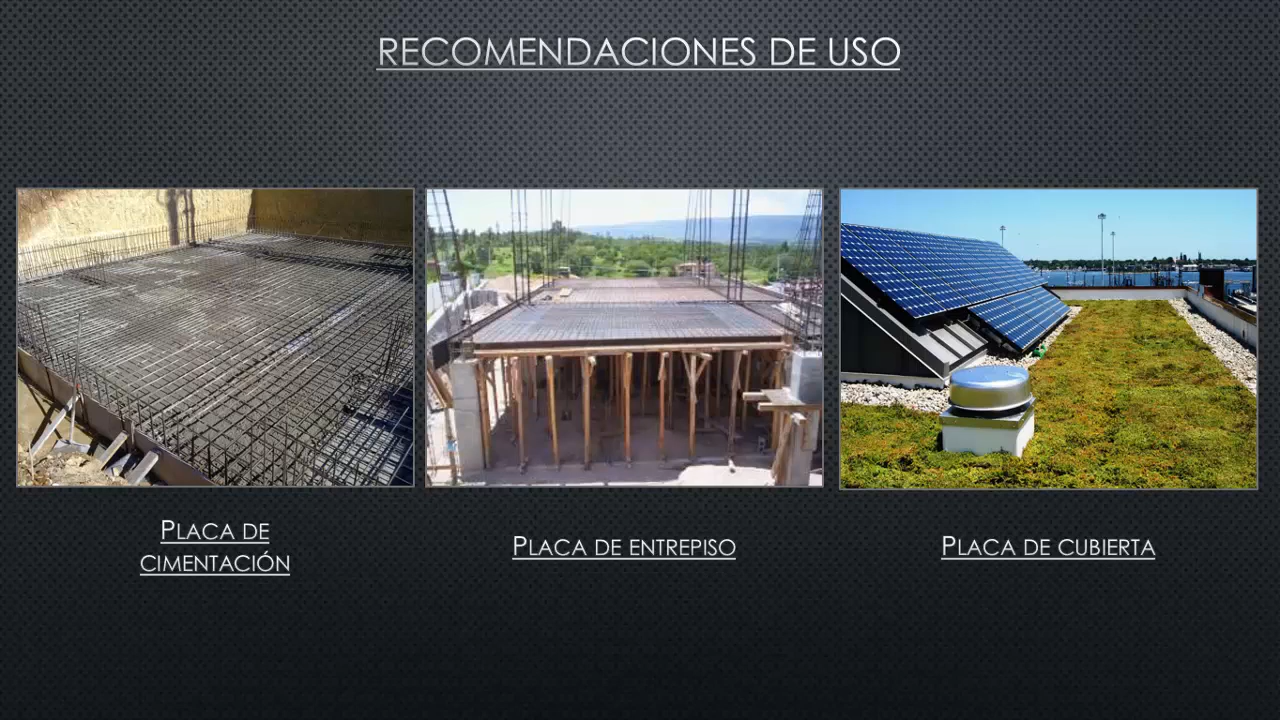 RECOMENDACIONES DE USO
PLACA DE
CIMENTACIÓN
PLACA DE ENTREPISO
PLACA DE CUBIERTA